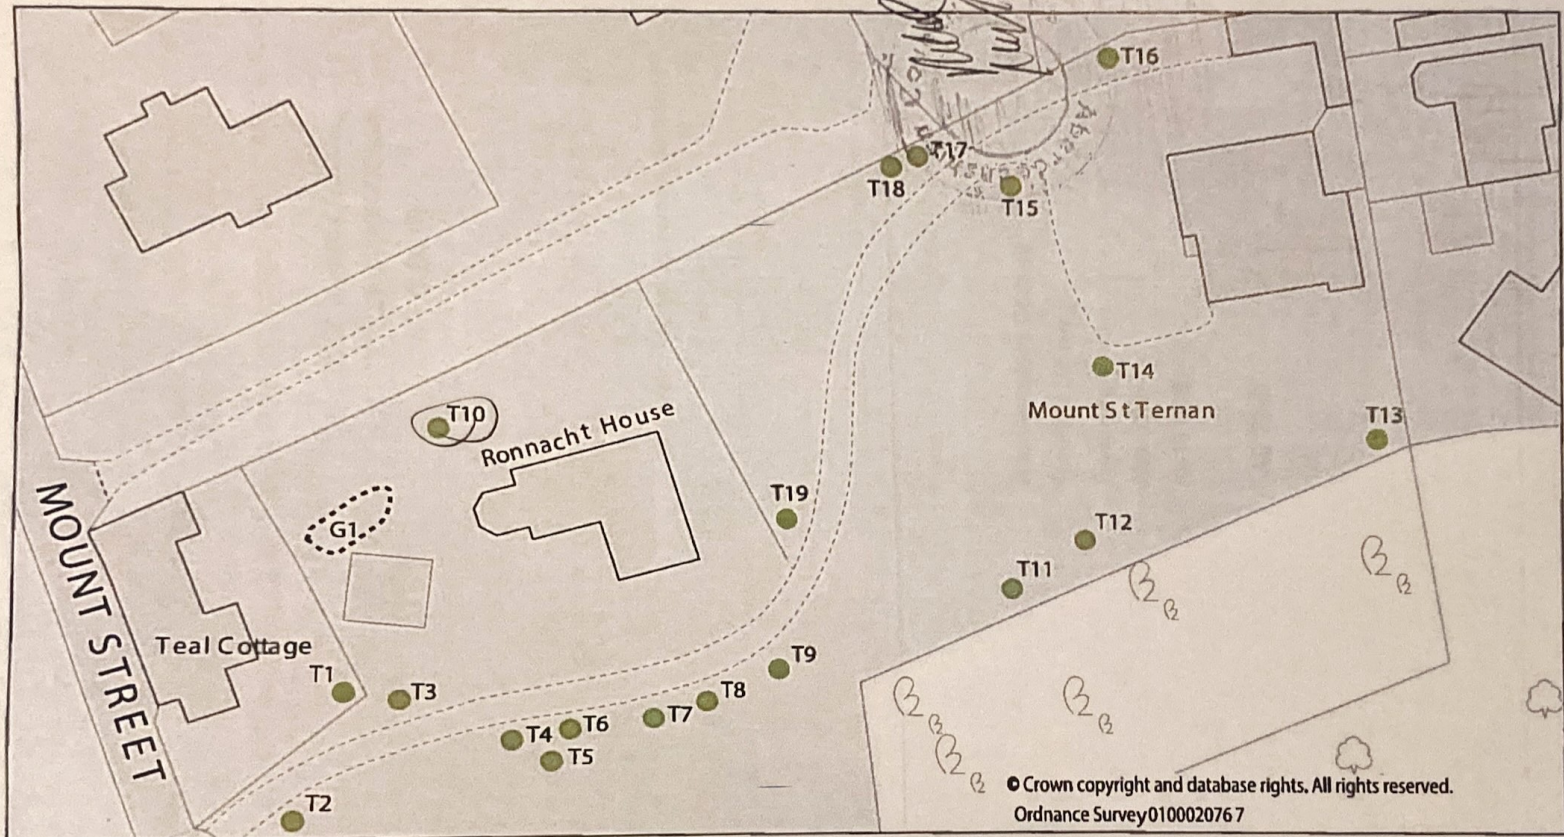 T16
T17
T18
T15
T14
Mount St Ternan
T13
T10
Ronnacht House
T19
G1
T12
T11
MOUNT STREET
Teal Cottage
T1
T3
T9
T8
T7
T6
T4
T5
T2
© Crown copyright and database rights. All rights reserved.
Ordnance Survey 0100020767